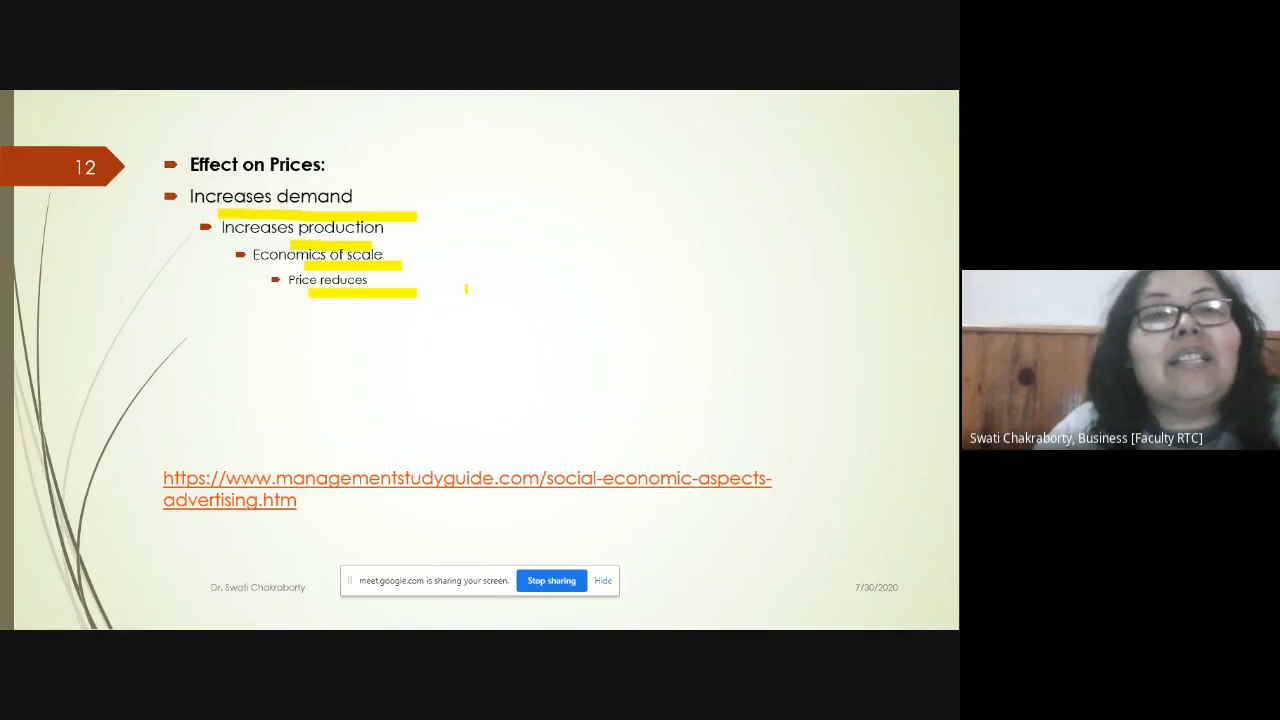 12
Effect on Prices:
Increases demand
Increases production
Economics of scale
Price reduces
https://www.managementstudyguide.com/social-economic-aspects-
advertising.htm
Dr. Swati Chakraborty
meet.google.com is sharing your screen.
Stop sharing
Hide
7/30/2020
Swati Chakraborty, Business [Faculty RTC]